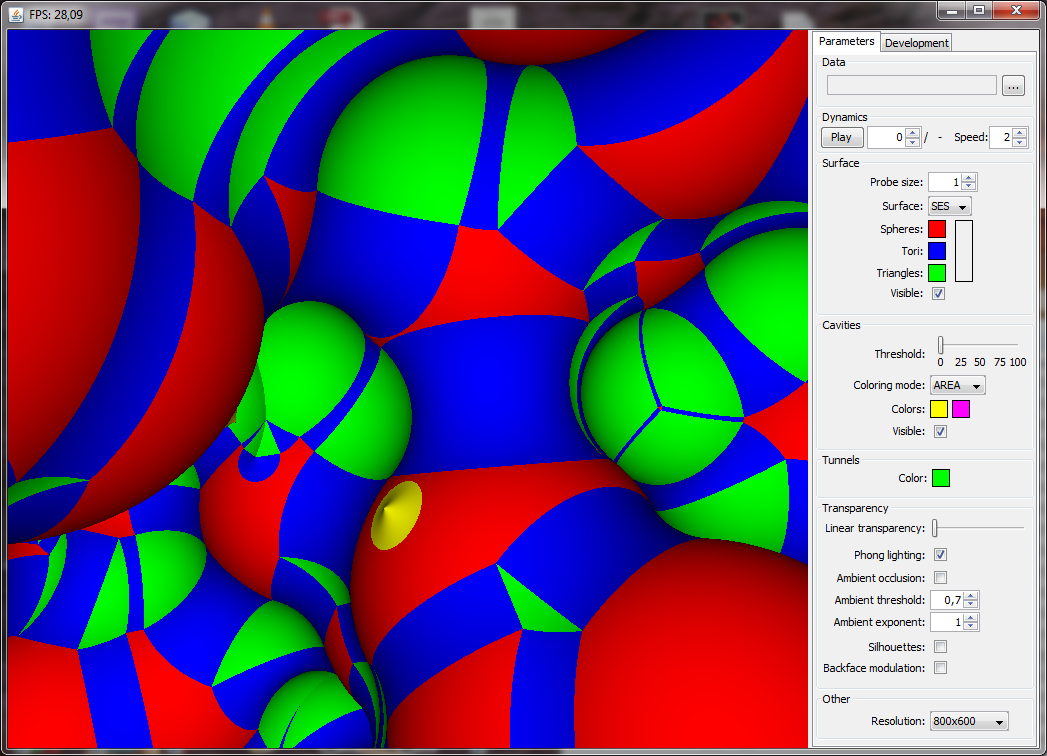 FPS: 28,09
Parameters Development
Data
...
Dynamics
Play 0 / - Speed: 2
Surface
Probe size: 1
Surface: SES
Spheres:
Tori:
Triangles:
Visible:
Cavities
Threshold:
0 25 50 75 100
Coloring mode: AREA
Colors:
Visible:
Tunnels
Color:
Transparency
Linear transparency:
Phong lighting:
Ambient occlusion:
Ambient threshold: 0,7
Ambient exponent: 1
Silhouettes:
Backface modulation:
Other
Resolution: 800x600